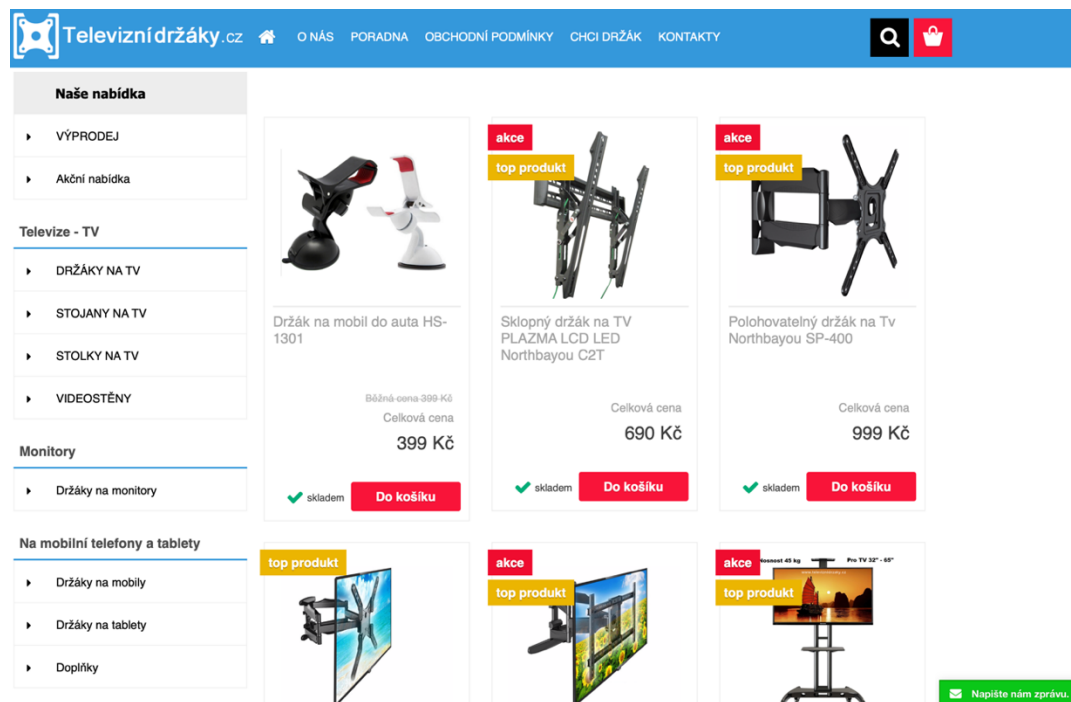 Televiznídržáky.cz
O NÁS PORADNA OBCHODNÍ PODMÍNKY CHCI DRŽÁK KONTAKTY
Naše nabídka
VÝPRODEJ
Akční nabídka
Televize - TV
DRŽÁKY NA TV
STOJANY NA TV
STOLKY NA TV
VIDEOSTĚNY
Monitory
Držáky na monitory
Na mobilní telefony a tablety
Držáky na mobily
Držáky na tablety
Doplňky
Držák na mobil do auta HS-
1301
Běžná cena 399 Kč
Celková cena
399 Kč
skladem
Do košíku
akce
top produkt
Sklopný držák na TV
PLAZMA LCD LED
Northbayou C2T
Celková cena
690 Kč
skladem
Do košíku
akce
top produkt
Polohovatelný držák na Tv
Northbayou SP-400
Celková cena
999 Kč
skladem
Do košíku
top produkt
akce
top produkt
akce
top produkt
Nosnost 45 kg
Pro TV 32" - 65"
Napište nám zprávu.